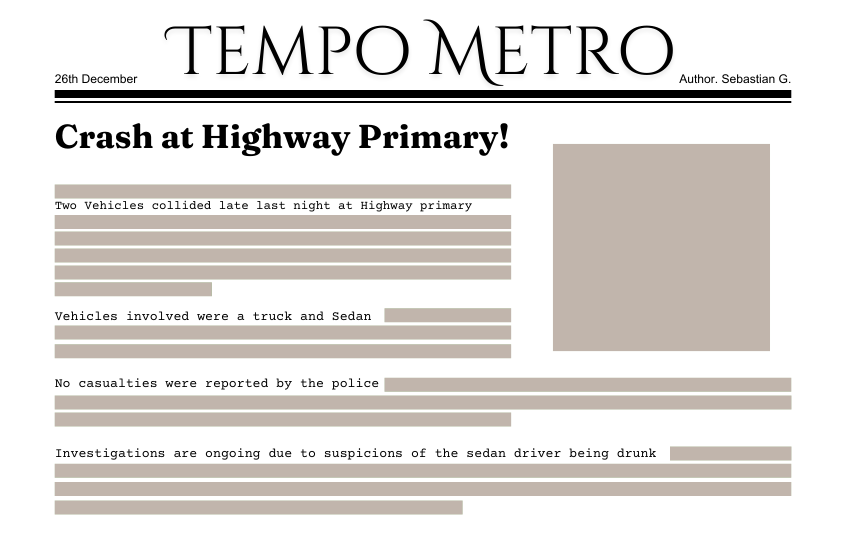 TEMPO METRO
26th December
Author. Sebastian G.
Crash at Highway Primary!
Two Vehicles collided late last night at Highway primary
Vehicles involved were a truck and Sedan
No casualties were reported by the police
Investigations are ongoing due to suspicions of the sedan driver being drunk